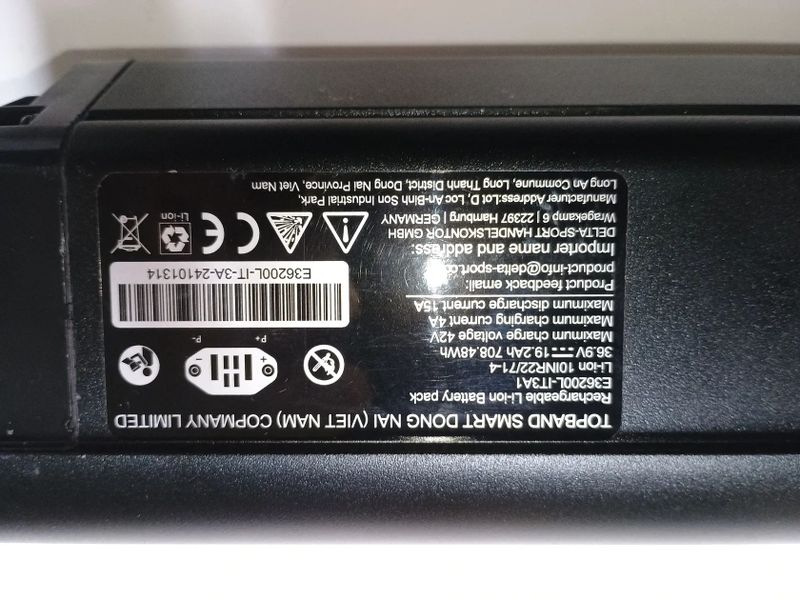 TOPBAND SMART DONG NAI (VIET NAM) COPMANY LIMITED
Rechargeable Li-ion Battery pack
E36200L-IT3A1
Li-ion 10INR22/71-4
36.9V⎓19.2Ah 708.48Wh
Maximum charge voltage 42V
Maximum charging current 4A
Maximum discharge current 15A
Product feedback email:
product-info@delta-sport.com
Importer name and address:
DELTA-SPORT HANDELSKONTOR GMBH
Wragekamp 6 | 22397 Hamburg | GERMANY
Manufacturer Address:Lot D, Loc An-Binh Son Industrial Park,
Long An Commune, Long Thanh District, Dong Nai Province, Viet Nam
+ -
P+ P-
E36200L-IT-3A-24101314
CE
Li-ion